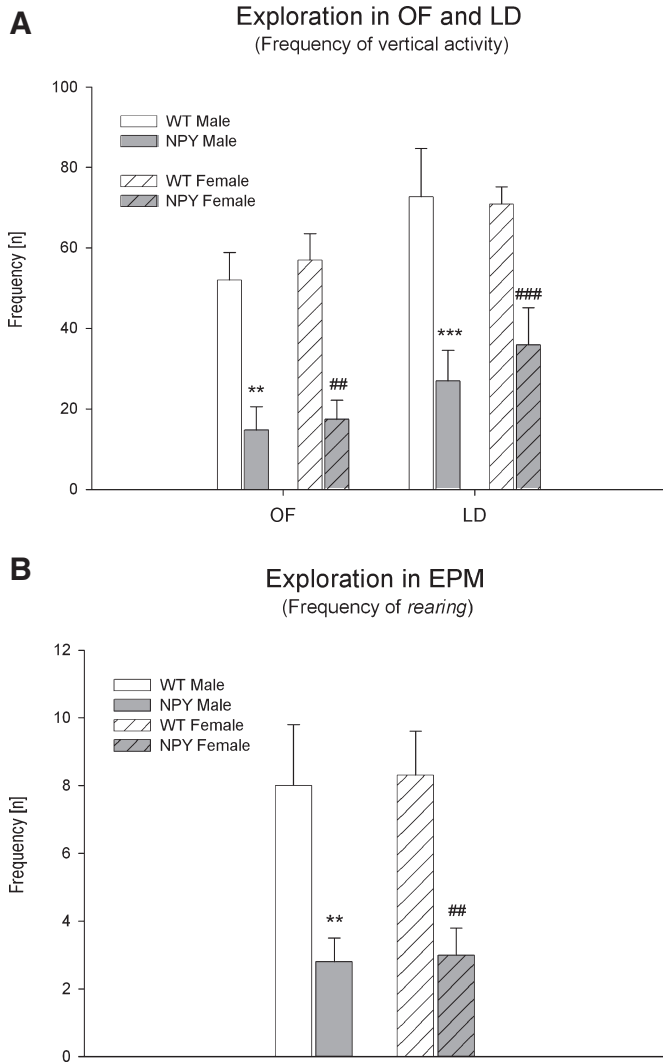 A
Exploration in OF and LD
(Frequency of vertical activity)
100
80
60
40
20
0
Frequency [n]
WT Male
NPY Male
WT Female
NPY Female
**
##
***
###
OF
LD
B
Exploration in EPM
(Frequency of rearing)
12
10
8
6
4
2
0
Frequency [n]
WT Male
NPY Male
WT Female
NPY Female
**
##